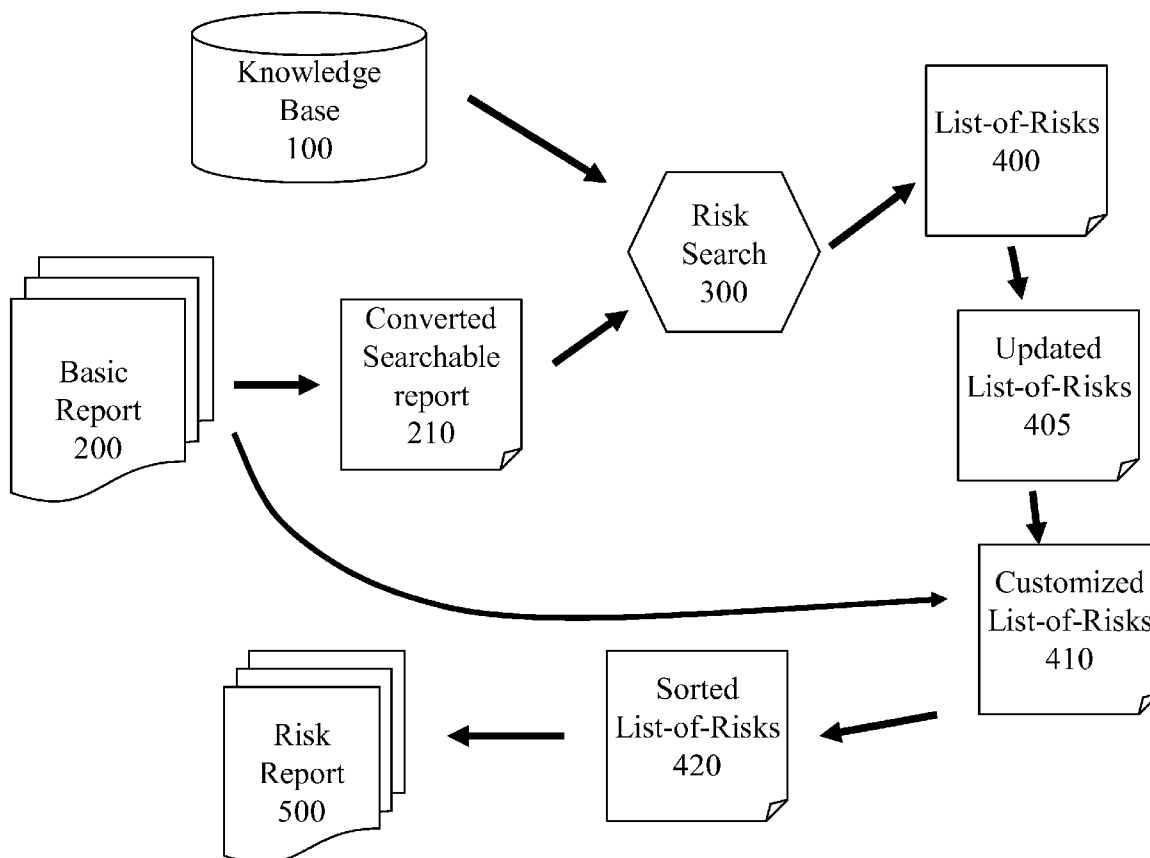 Knowledge
Base
100
List-of-Risks
400
Risk
Search
300
Basic
Report
200
Converted
Searchable
report
210
Updated
List-of-Risks
405
Customized
List-of-Risks
410
Sorted
List-of-Risks
420
Risk
Report
500